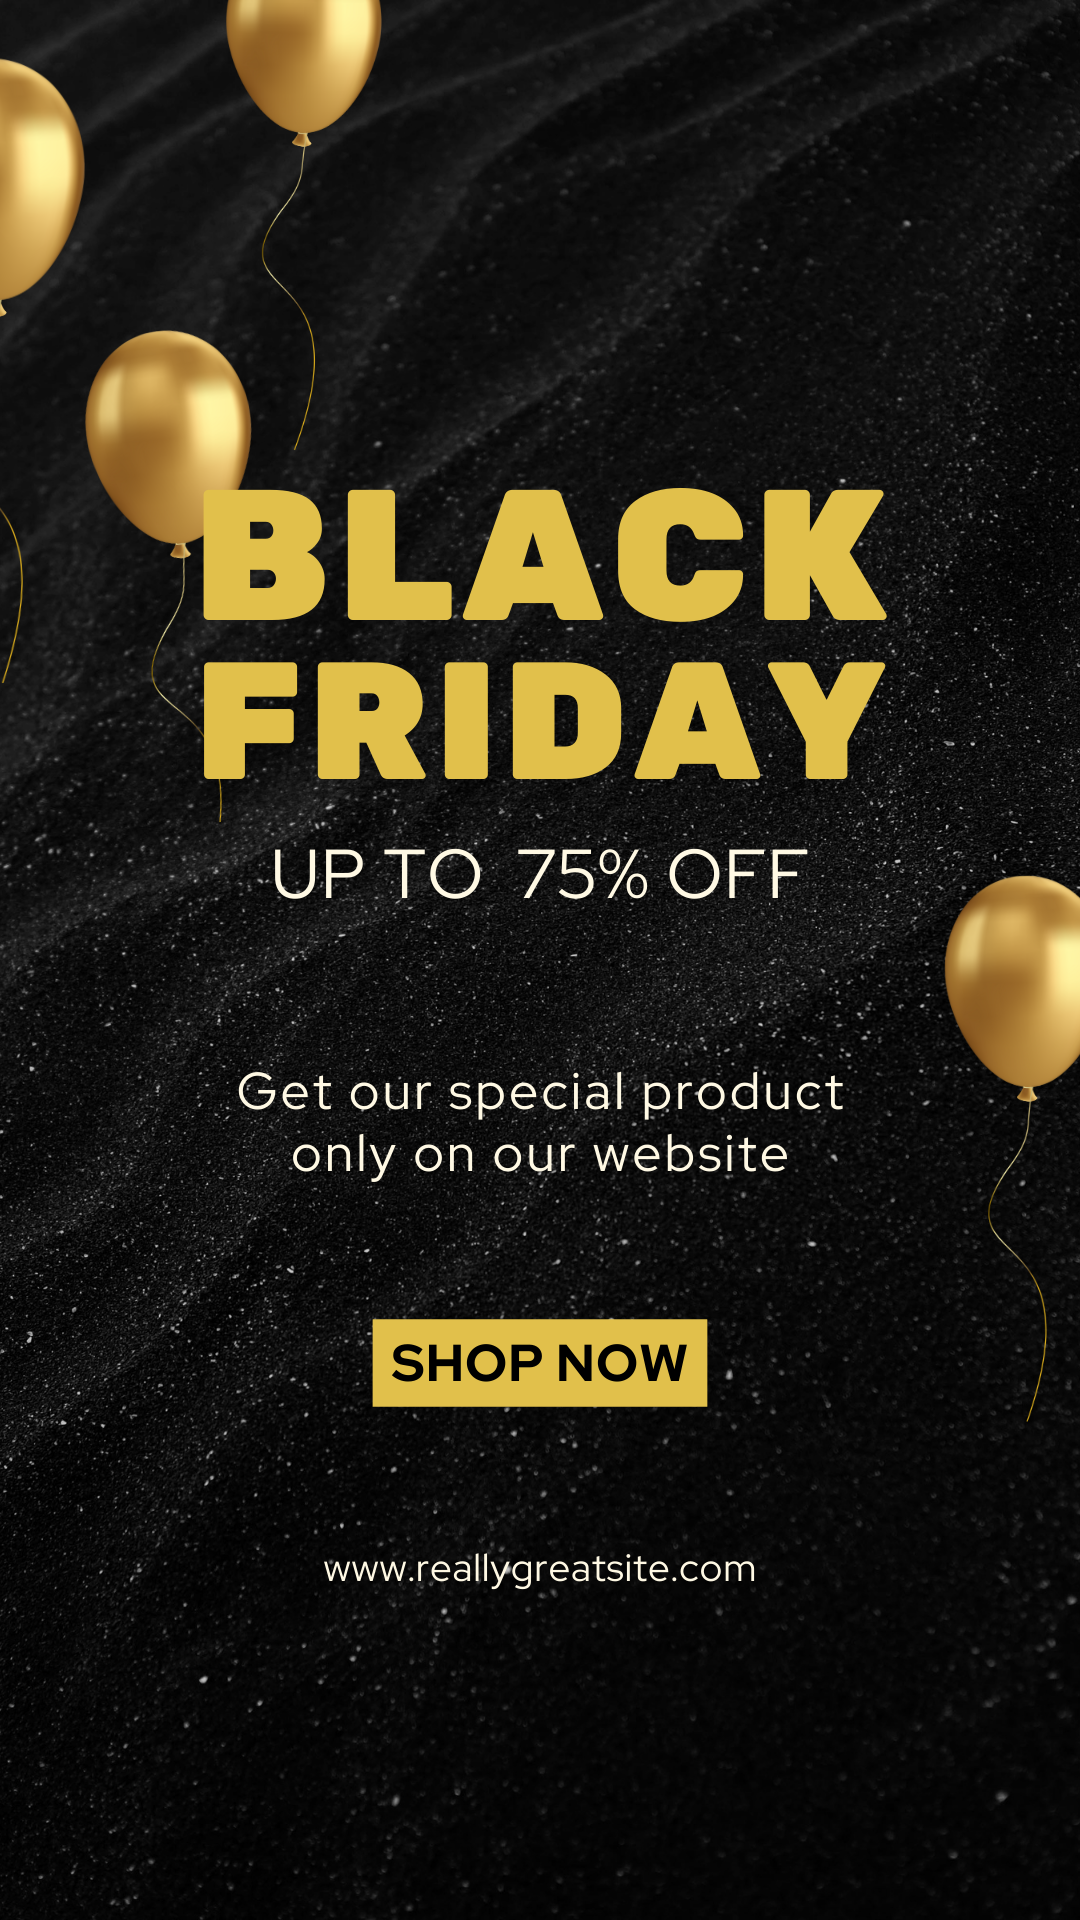 BLACK
FRIDAY
UP TO 75% OFF
Get our special product
only on our website
SHOP NOW
www.reallygreatsite.com